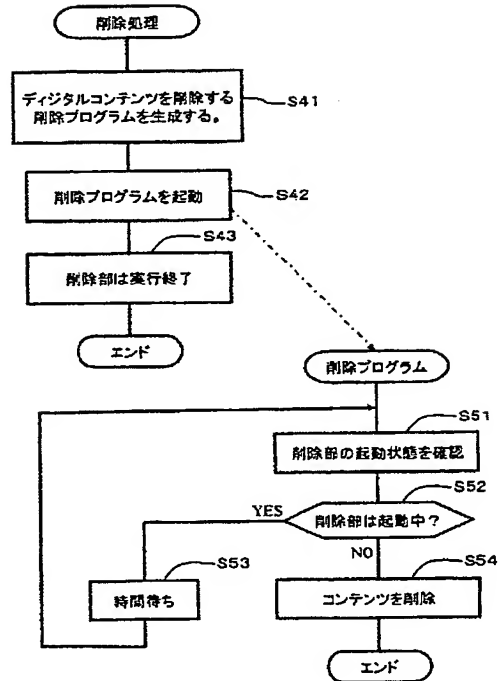 削除処理
ディジタルコンテンツを削除する
削除プログラムを生成する。
S41
削除プログラムを起動
S42
S43
削除部は実行終了
エンド
削除プログラム
S51
削除部の起動状態を確認
S52
YES
削除部は起動中？
NO
S53
S54
時間待ち
コンテンツを削除
エンド